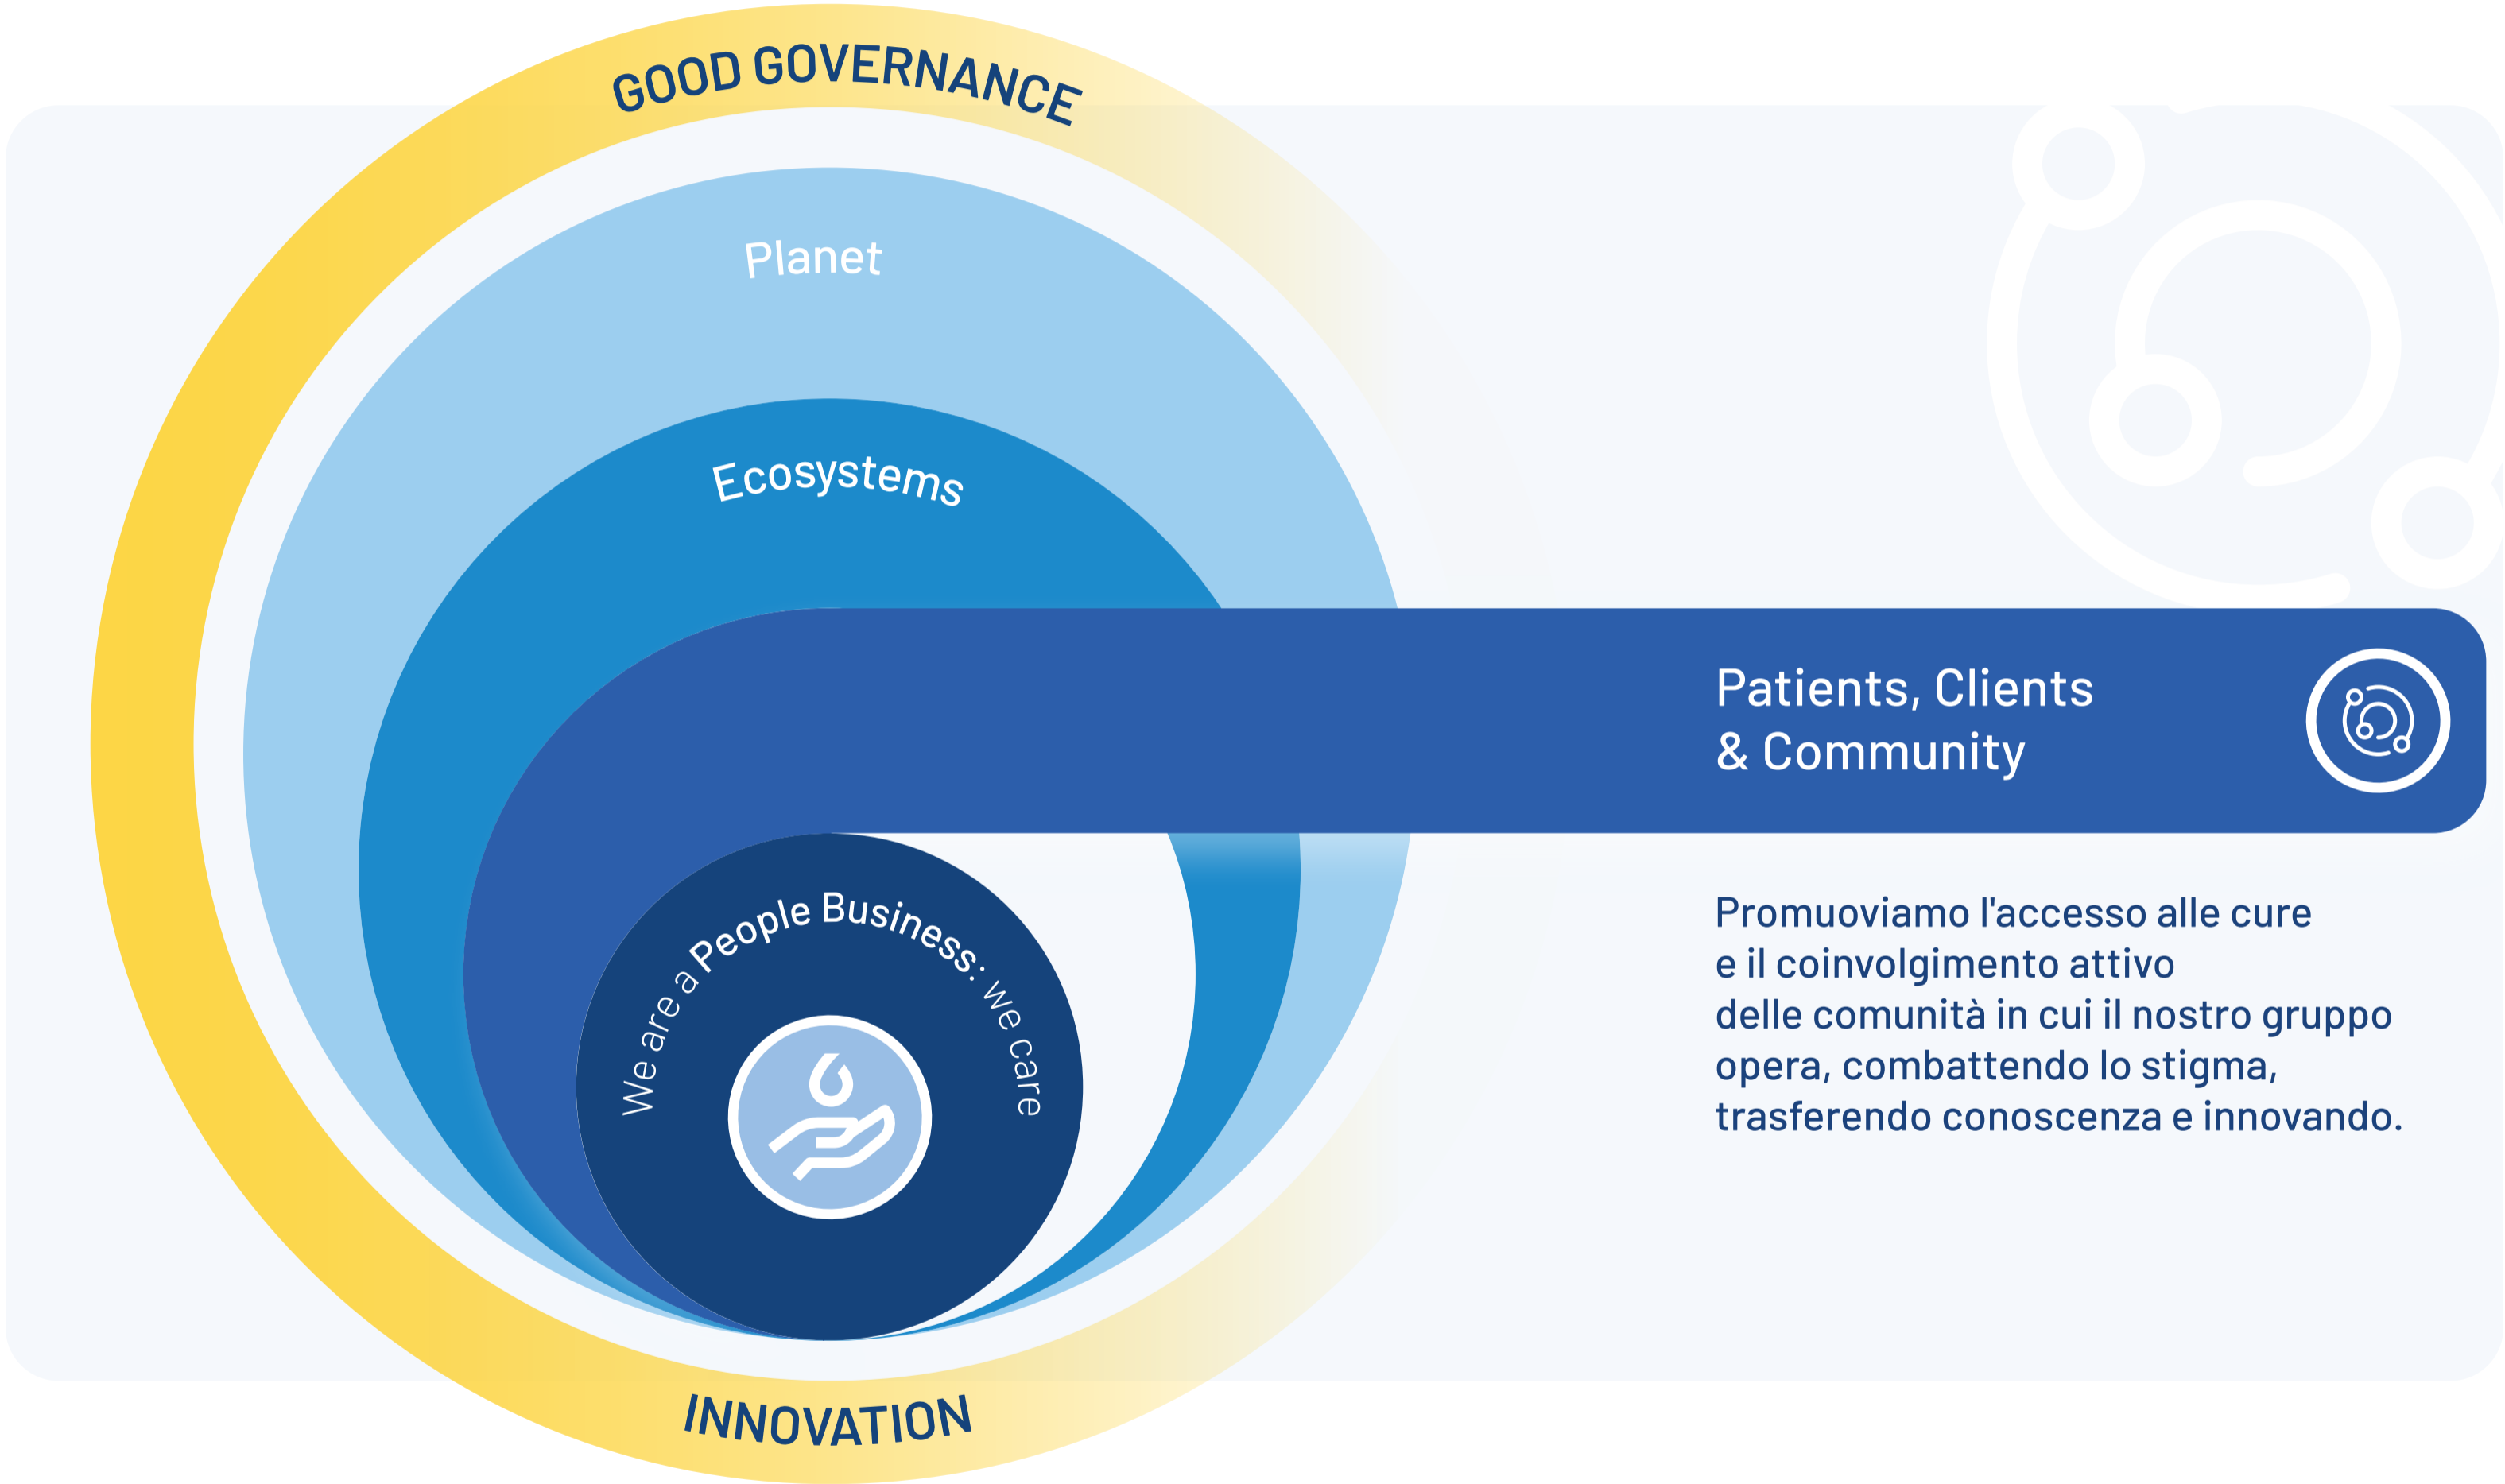 GOOD GOVERNANCE
Planet
Ecosystems
Patients, Clients
& Community
We are a People Business: we care
Promuoviamo l'accesso alle cure
e il coinvolgimento attivo
delle comunità in cui il nostro gruppo
opera, combattendo lo stigma,
trasferendo conoscenza e innovando.
INNOVATION